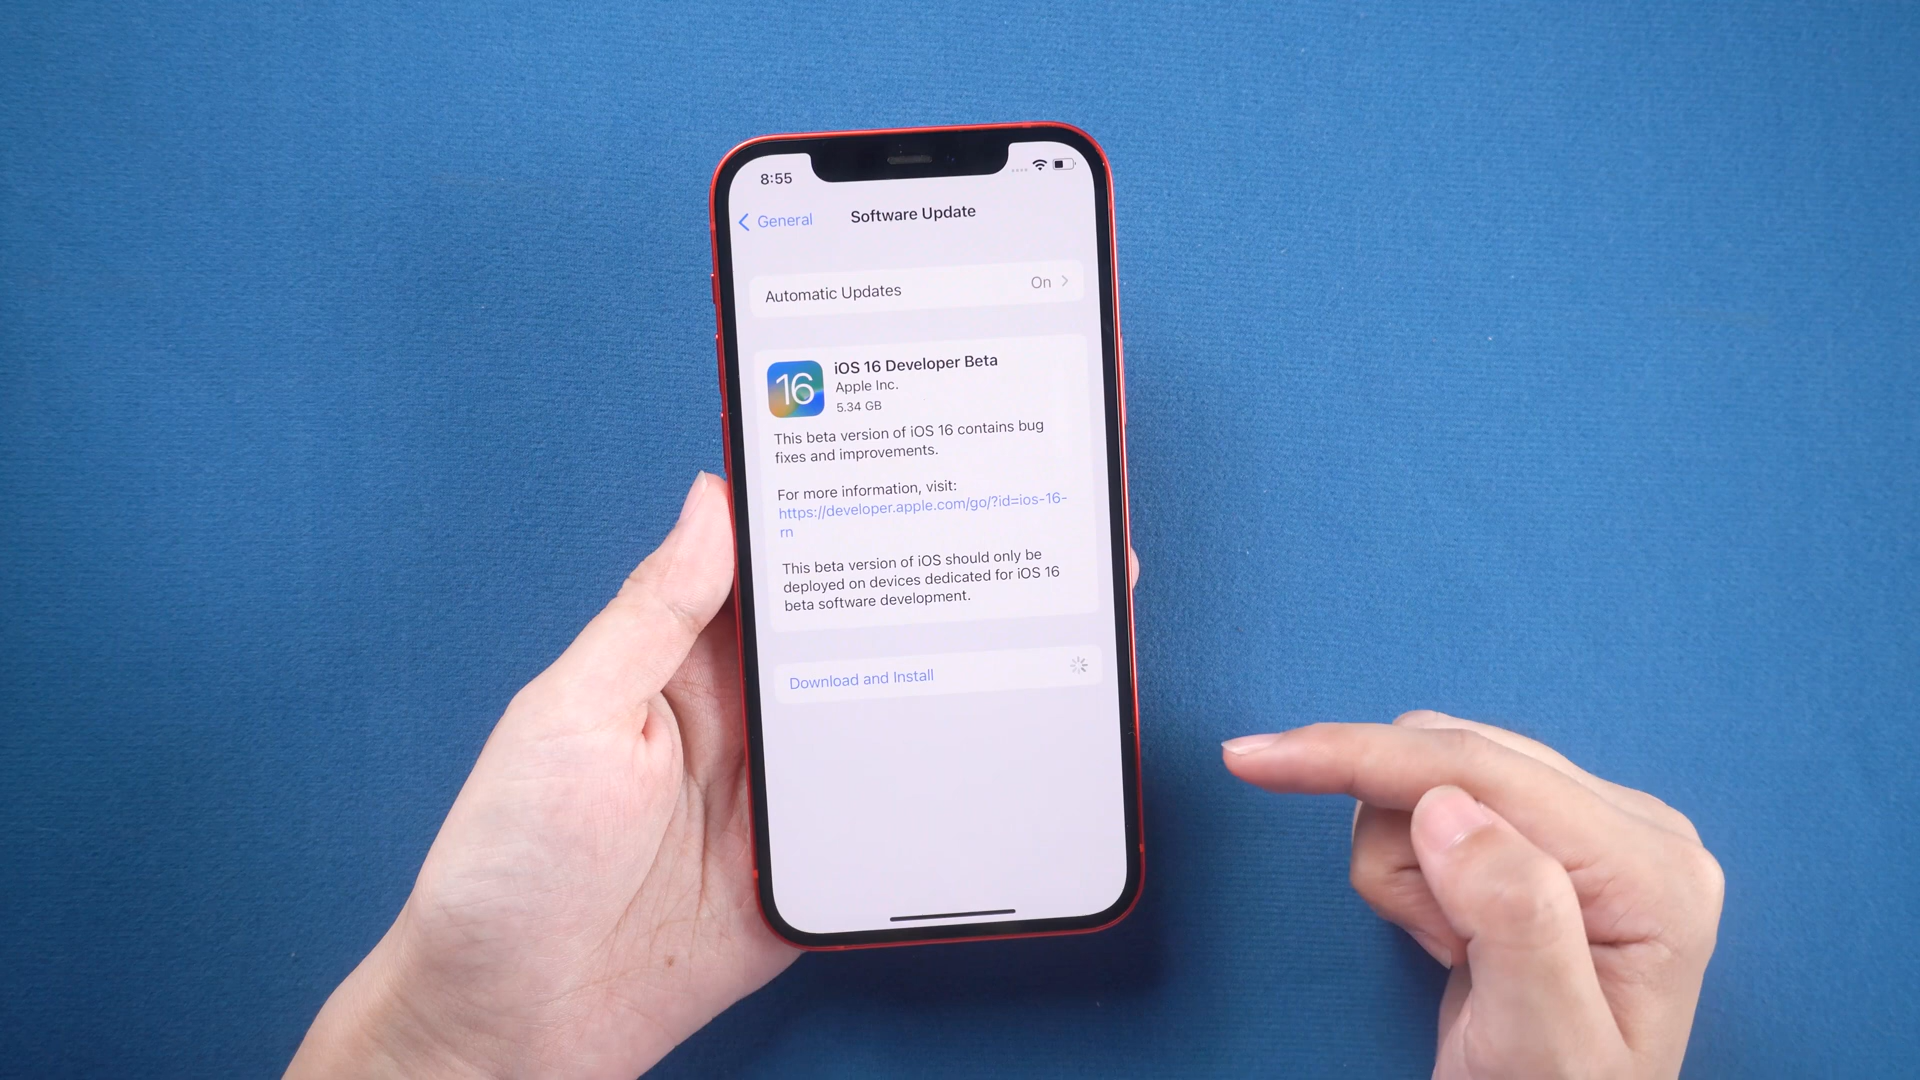 8:55
General
Software Update
Automatic Updates
On
16
iOS 16 Developer Beta
Apple Inc.
5.34 GB
This beta version of iOS 16 contains bug
fixes and improvements.
For more information, visit:
https://developer.apple.com/go/?id=ios-16-
rn
This beta version of iOS should only be
deployed on devices dedicated for iOS 16
beta software development.
Download and Install